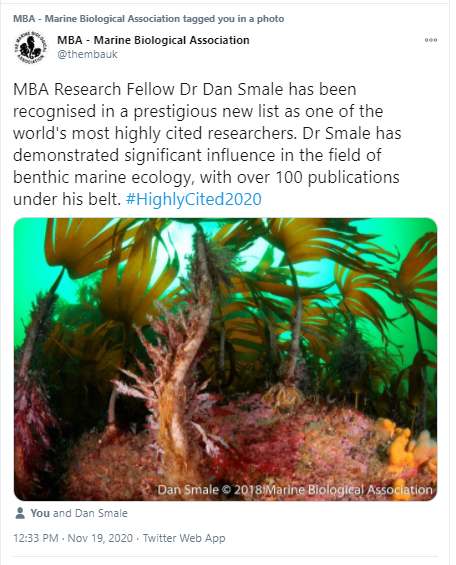 MBA - Marine Biological Association tagged you in a photo
MBA - Marine Biological Association
@thembauk
MBA Research Fellow Dr Dan Smale has been
recognised in a prestigious new list as one of the
world's most highly cited researchers. Dr Smale has
demonstrated significant influence in the field of
benthic marine ecology, with over 100 publications
under his belt. #HighlyCited2020
Dan Smale © 2018 Marine Biological Association
You and Dan Smale
12:33 PM · Nov 19, 2020 · Twitter Web App